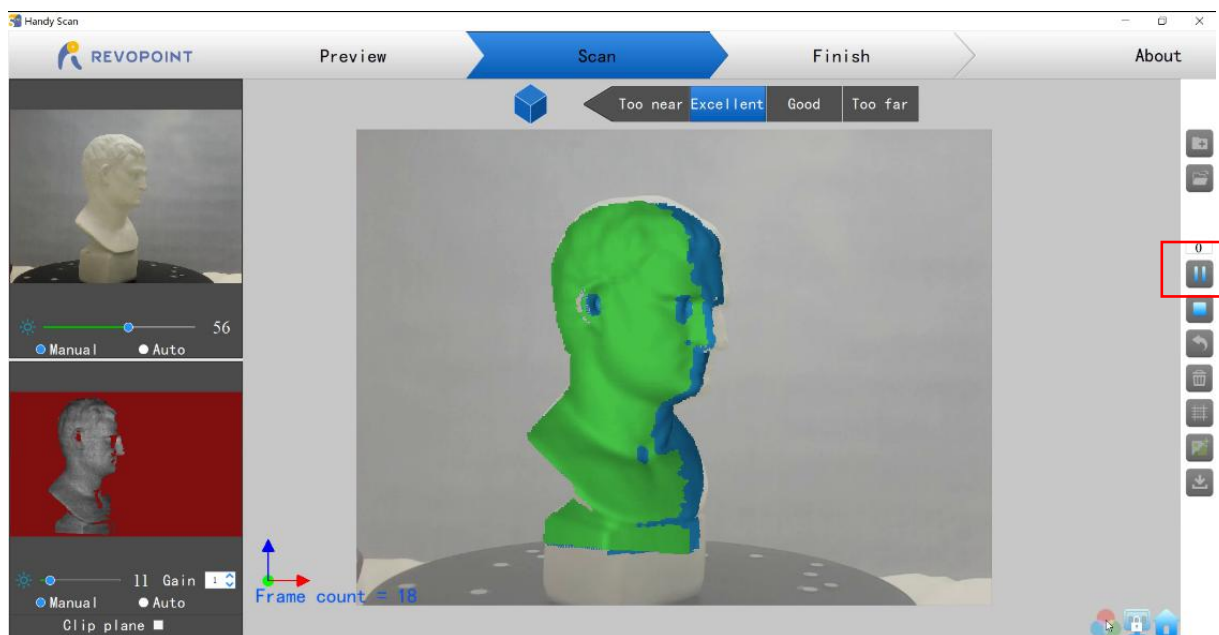 Handy Scan
REVOPOINT
Preview
Scan
Finish
About
Too near Excellent Good Too far
0
56
Manual Auto
11 Gain 1
Manual Auto
Clip plane
Frame count = 18